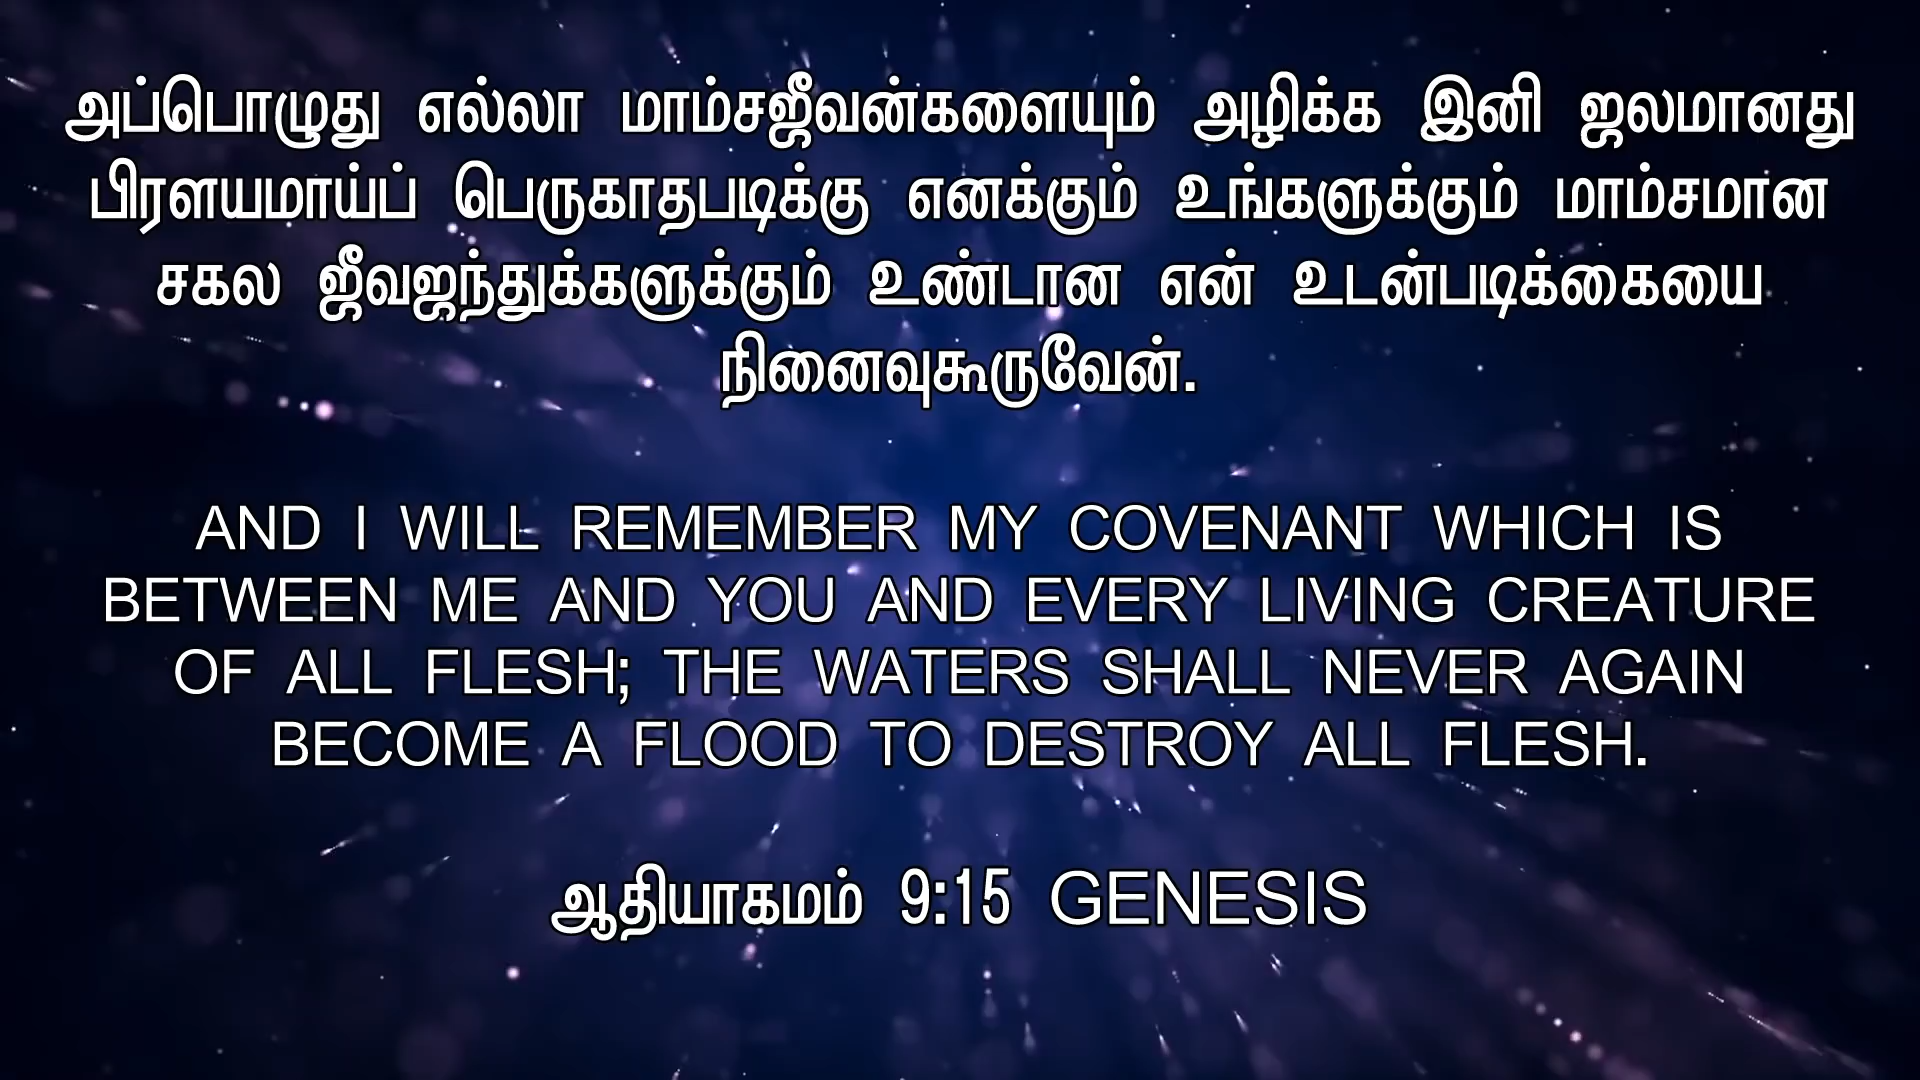 அப்பொழுது எல்லா மாம்சஜீவன்களையும் அழிக்க இனி ஜலமானது
பிரளயமாய்ப் பெருகாதபடிக்கு எனக்கும் உங்களுக்கும் மாம்சமான
சகல ஜீவஜந்துக்களுக்கும் உண்டான என் உடன்படிக்கையை
நினைவுகூருவேன்.
AND I WILL REMEMBER MY COVENANT WHICH IS
BETWEEN ME AND YOU AND EVERY LIVING CREATURE
OF ALL FLESH; THE WATERS SHALL NEVER AGAIN
BECOME A FLOOD TO DESTROY ALL FLESH.
ஆதியாகமம் 9:15 GENESIS